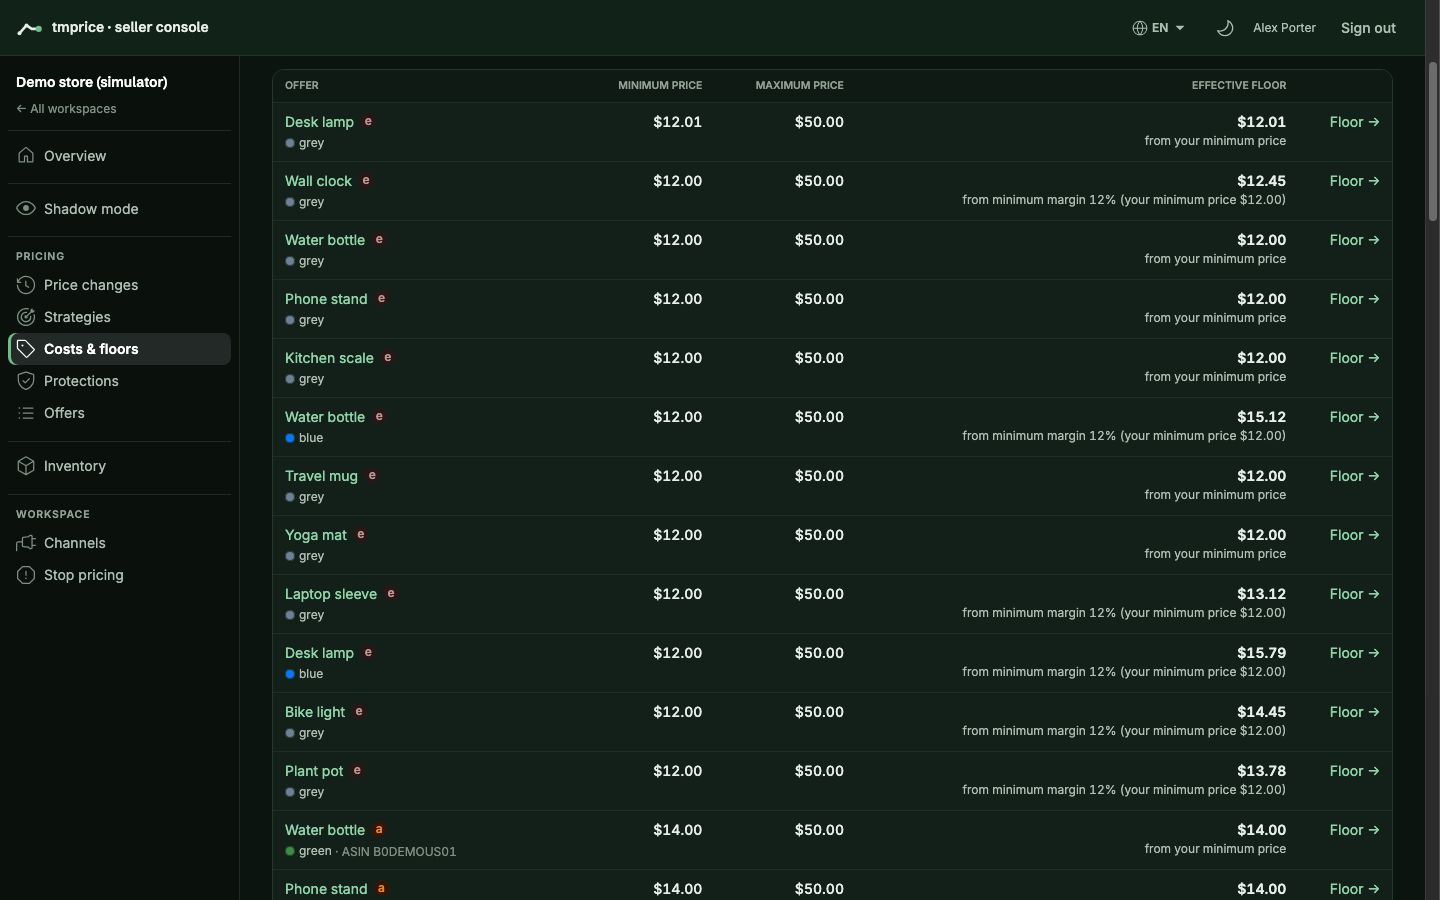 tmprice · seller console
EN
Alex Porter
Sign out
Demo store (simulator)
← All workspaces
Overview
Shadow mode
PRICING
Price changes
Strategies
Costs & floors
Protections
Offers
Inventory
WORKSPACE
Channels
Stop pricing
OFFER MINIMUM PRICE MAXIMUM PRICE EFFECTIVE FLOOR
Desk lamp e $12.01 $50.00 $12.01 Floor →
grey from your minimum price
Wall clock e $12.00 $50.00 $12.45 Floor →
grey from minimum margin 12% (your minimum price $12.00)
Water bottle e $12.00 $50.00 $12.00 Floor →
grey from your minimum price
Phone stand e $12.00 $50.00 $12.00 Floor →
grey from your minimum price
Kitchen scale e $12.00 $50.00 $12.00 Floor →
grey from your minimum price
Water bottle e $12.00 $50.00 $15.12 Floor →
blue from minimum margin 12% (your minimum price $12.00)
Travel mug e $12.00 $50.00 $12.00 Floor →
grey from your minimum price
Yoga mat e $12.00 $50.00 $12.00 Floor →
grey from your minimum price
Laptop sleeve e $12.00 $50.00 $13.12 Floor →
grey from minimum margin 12% (your minimum price $12.00)
Desk lamp e $12.00 $50.00 $15.79 Floor →
blue from minimum margin 12% (your minimum price $12.00)
Bike light e $12.00 $50.00 $14.45 Floor →
grey from minimum margin 12% (your minimum price $12.00)
Plant pot e $12.00 $50.00 $13.78 Floor →
grey from minimum margin 12% (your minimum price $12.00)
Water bottle a $14.00 $50.00 $14.00 Floor →
green · ASIN B0DEMOUS01 from your minimum price
Phone stand a $14.00 $50.00 $14.00 Floor →